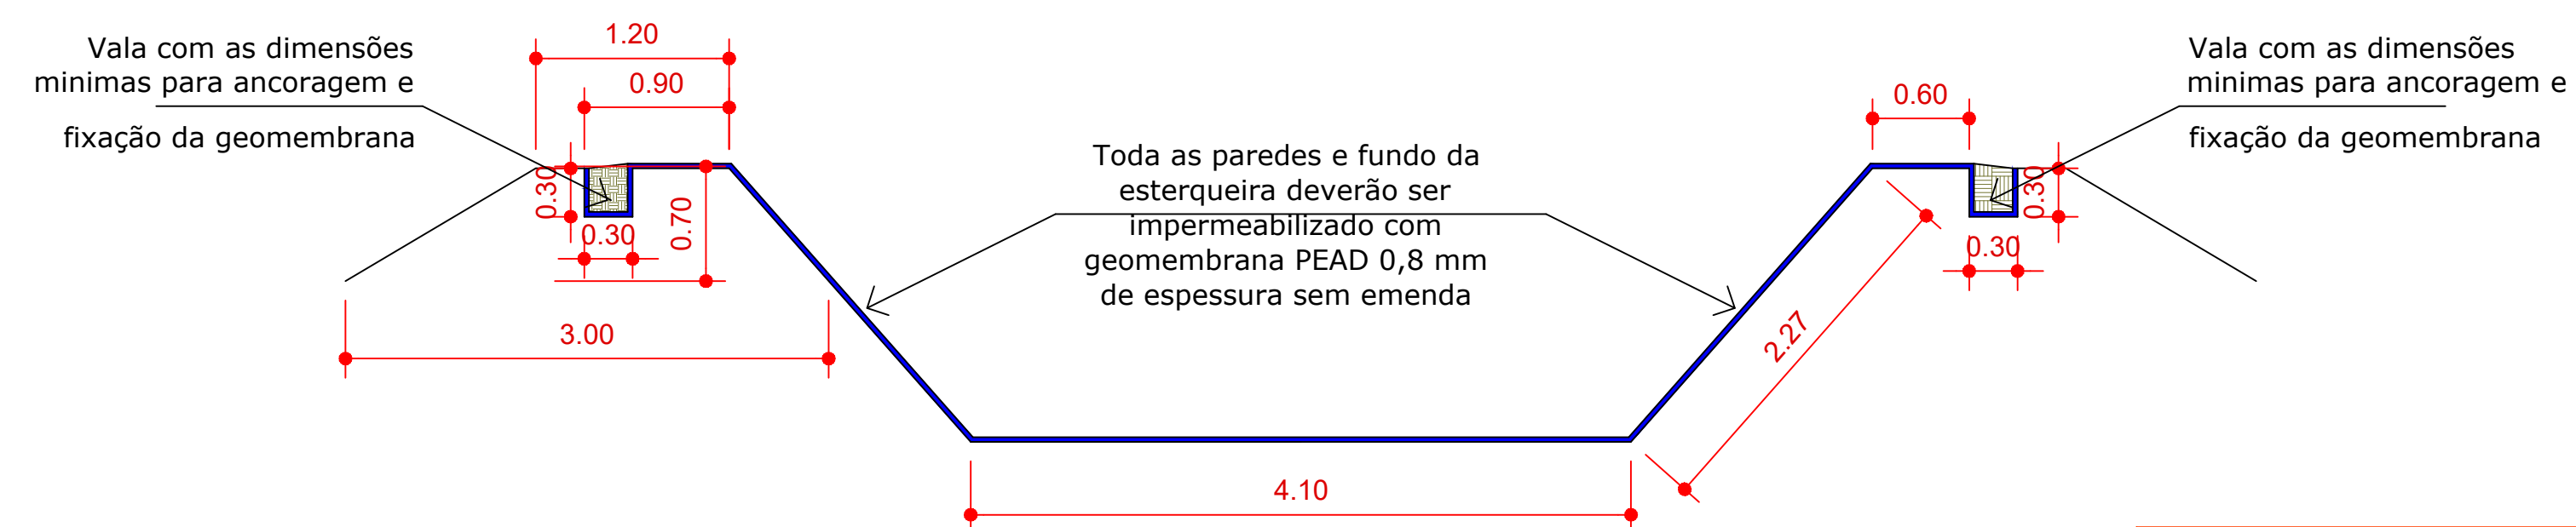 Vala com as dimensões
minimas para ancoragem e
fixação da geomembrana
1.20
0.90
0.30
0.30
0.70
3.00
Toda as paredes e fundo da
esterqueira deverão ser
impermeabilizado com
geomembrana PEAD 0,8 mm
de espessura sem emenda
4.10
2.27
0.60
0.30
0.30
Vala com as dimensões
minimas para ancoragem e
fixação da geomembrana